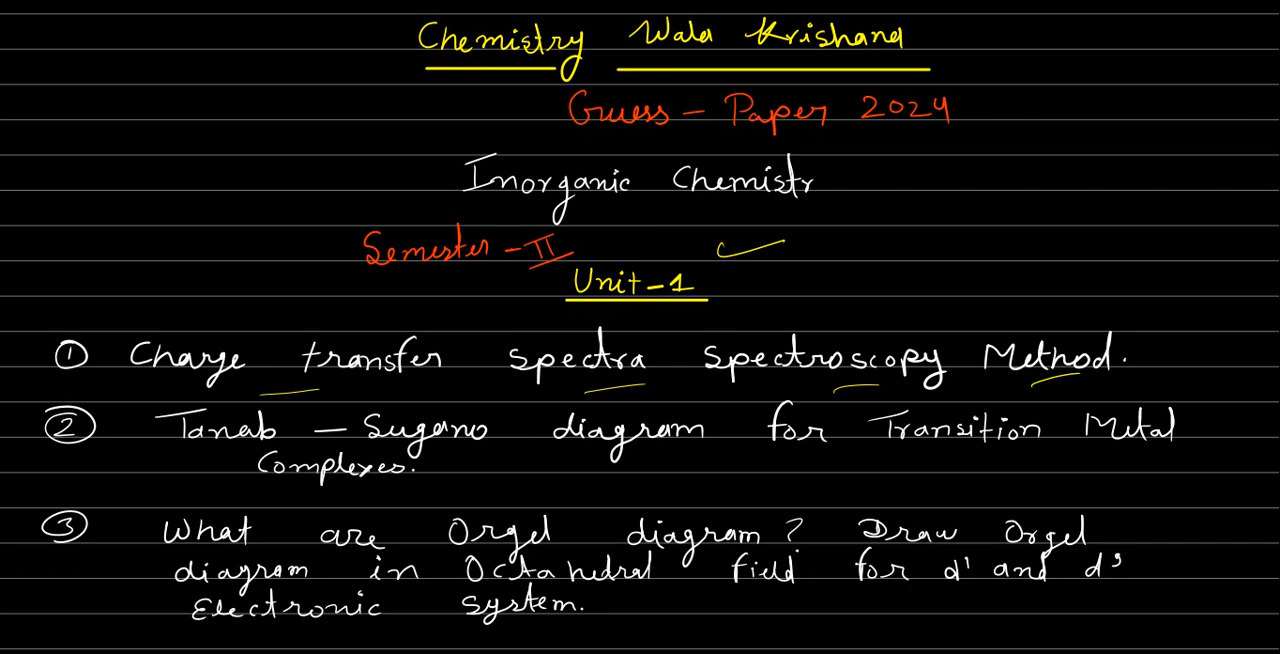 Chemistry Wala Krishana
Guess - Paper 2024
Inorganic Chemistr
Semester - II
Unit - 1
① Charge transfer spectra spectroscopy Method.
② Tanab - Sugano diagram for Transition Metal
Complexes.
③ What are Orgel diagram? Draw Orgel
diagram in Octahedral field for d¹ and d⁹
Electronic system.